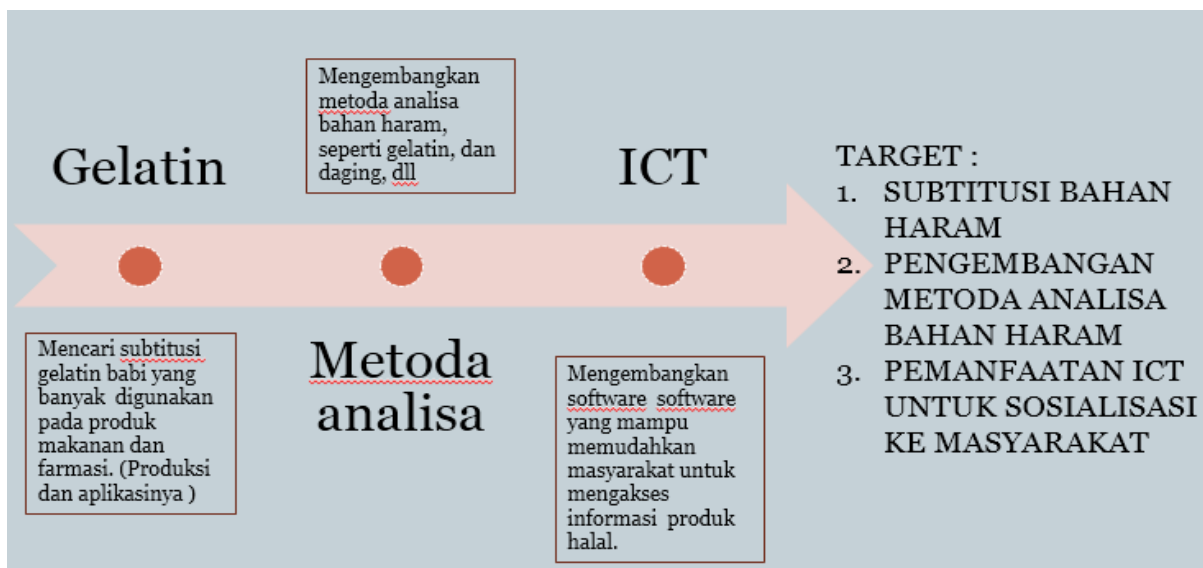 Gelatin
Mencari subtitusi
gelatin babi yang
banyak digunakan
pada produk
makanan dan
farmasi. (Produksi
dan aplikasinya )
Mengembangkan
metoda analisa
bahan haram,
seperti gelatin, dan
daging, dll
Metoda
analisa
ICT
Mengembangkan
software software
yang mampu
memudahkan
masyarakat untuk
mengakses
informasi produk
halal.
TARGET :
1. SUBTITUSI BAHAN
HARAM
2. PENGEMBANGAN
METODA ANALISA
BAHAN HARAM
3. PEMANFAATAN ICT
UNTUK SOSIALISASI
KE MASYARAKAT